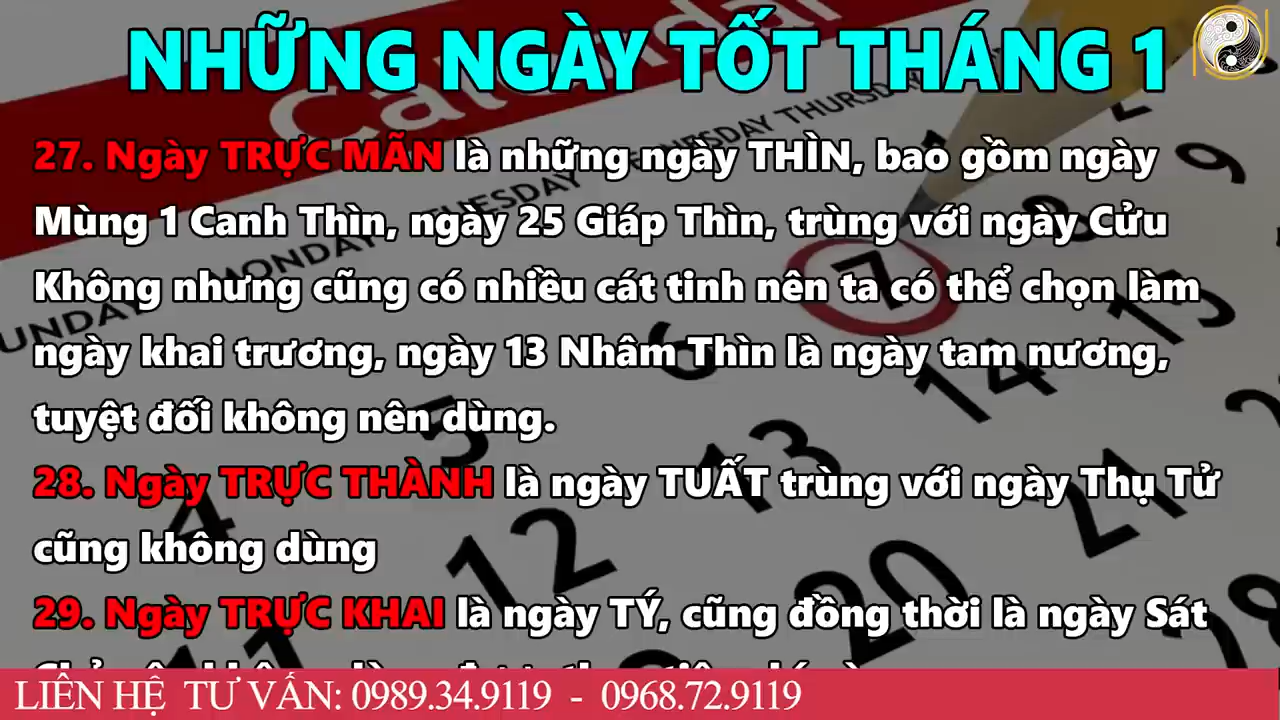 NHỮNG NGÀY TỐT THÁNG 1
27. Ngày TRỰC MÃN là những ngày THÌN, bao gồm ngày
Mùng 1 Canh Thìn, ngày 25 Giáp Thìn, trùng với ngày Cửu
Không nhưng cũng có nhiều cát tinh nên ta có thể chọn làm
ngày khai trương, ngày 13 Nhâm Thìn là ngày tam nương,
tuyệt đối không nên dùng.
28. Ngày TRỰC THÀNH là ngày TUẤT trùng với ngày Thụ Tử
cũng không dùng
29. Ngày TRỰC KHAI là ngày TÝ, cũng đồng thời là ngày Sát
LIÊN HỆ TƯ VẤN: 0989.34.9119 - 0968.72.9119